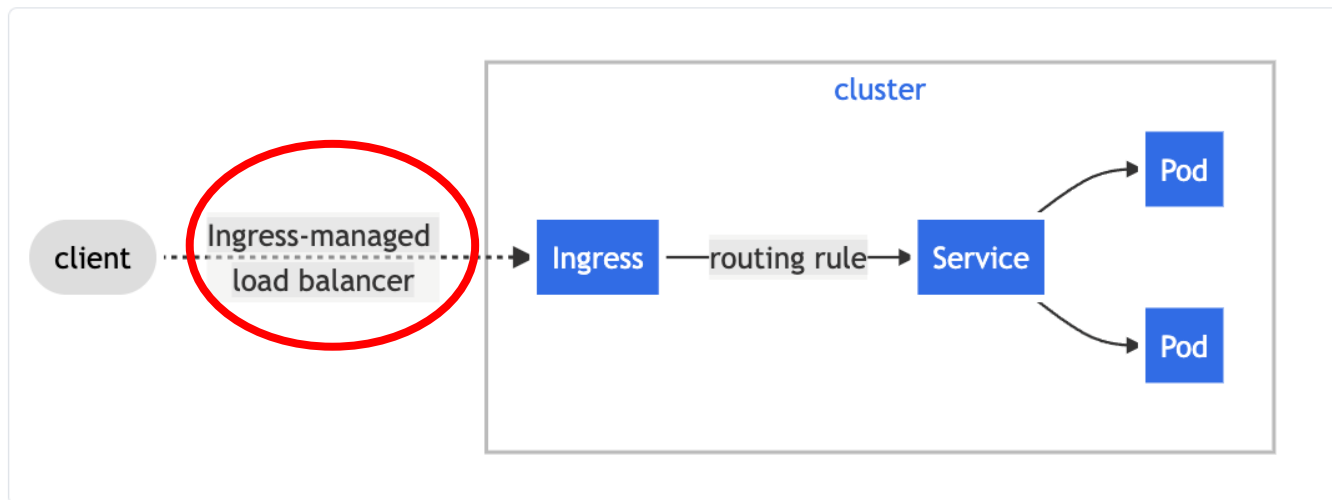 cluster
Pod
client
Ingress-managed
load balancer
Ingress
routing rule
Service
Pod